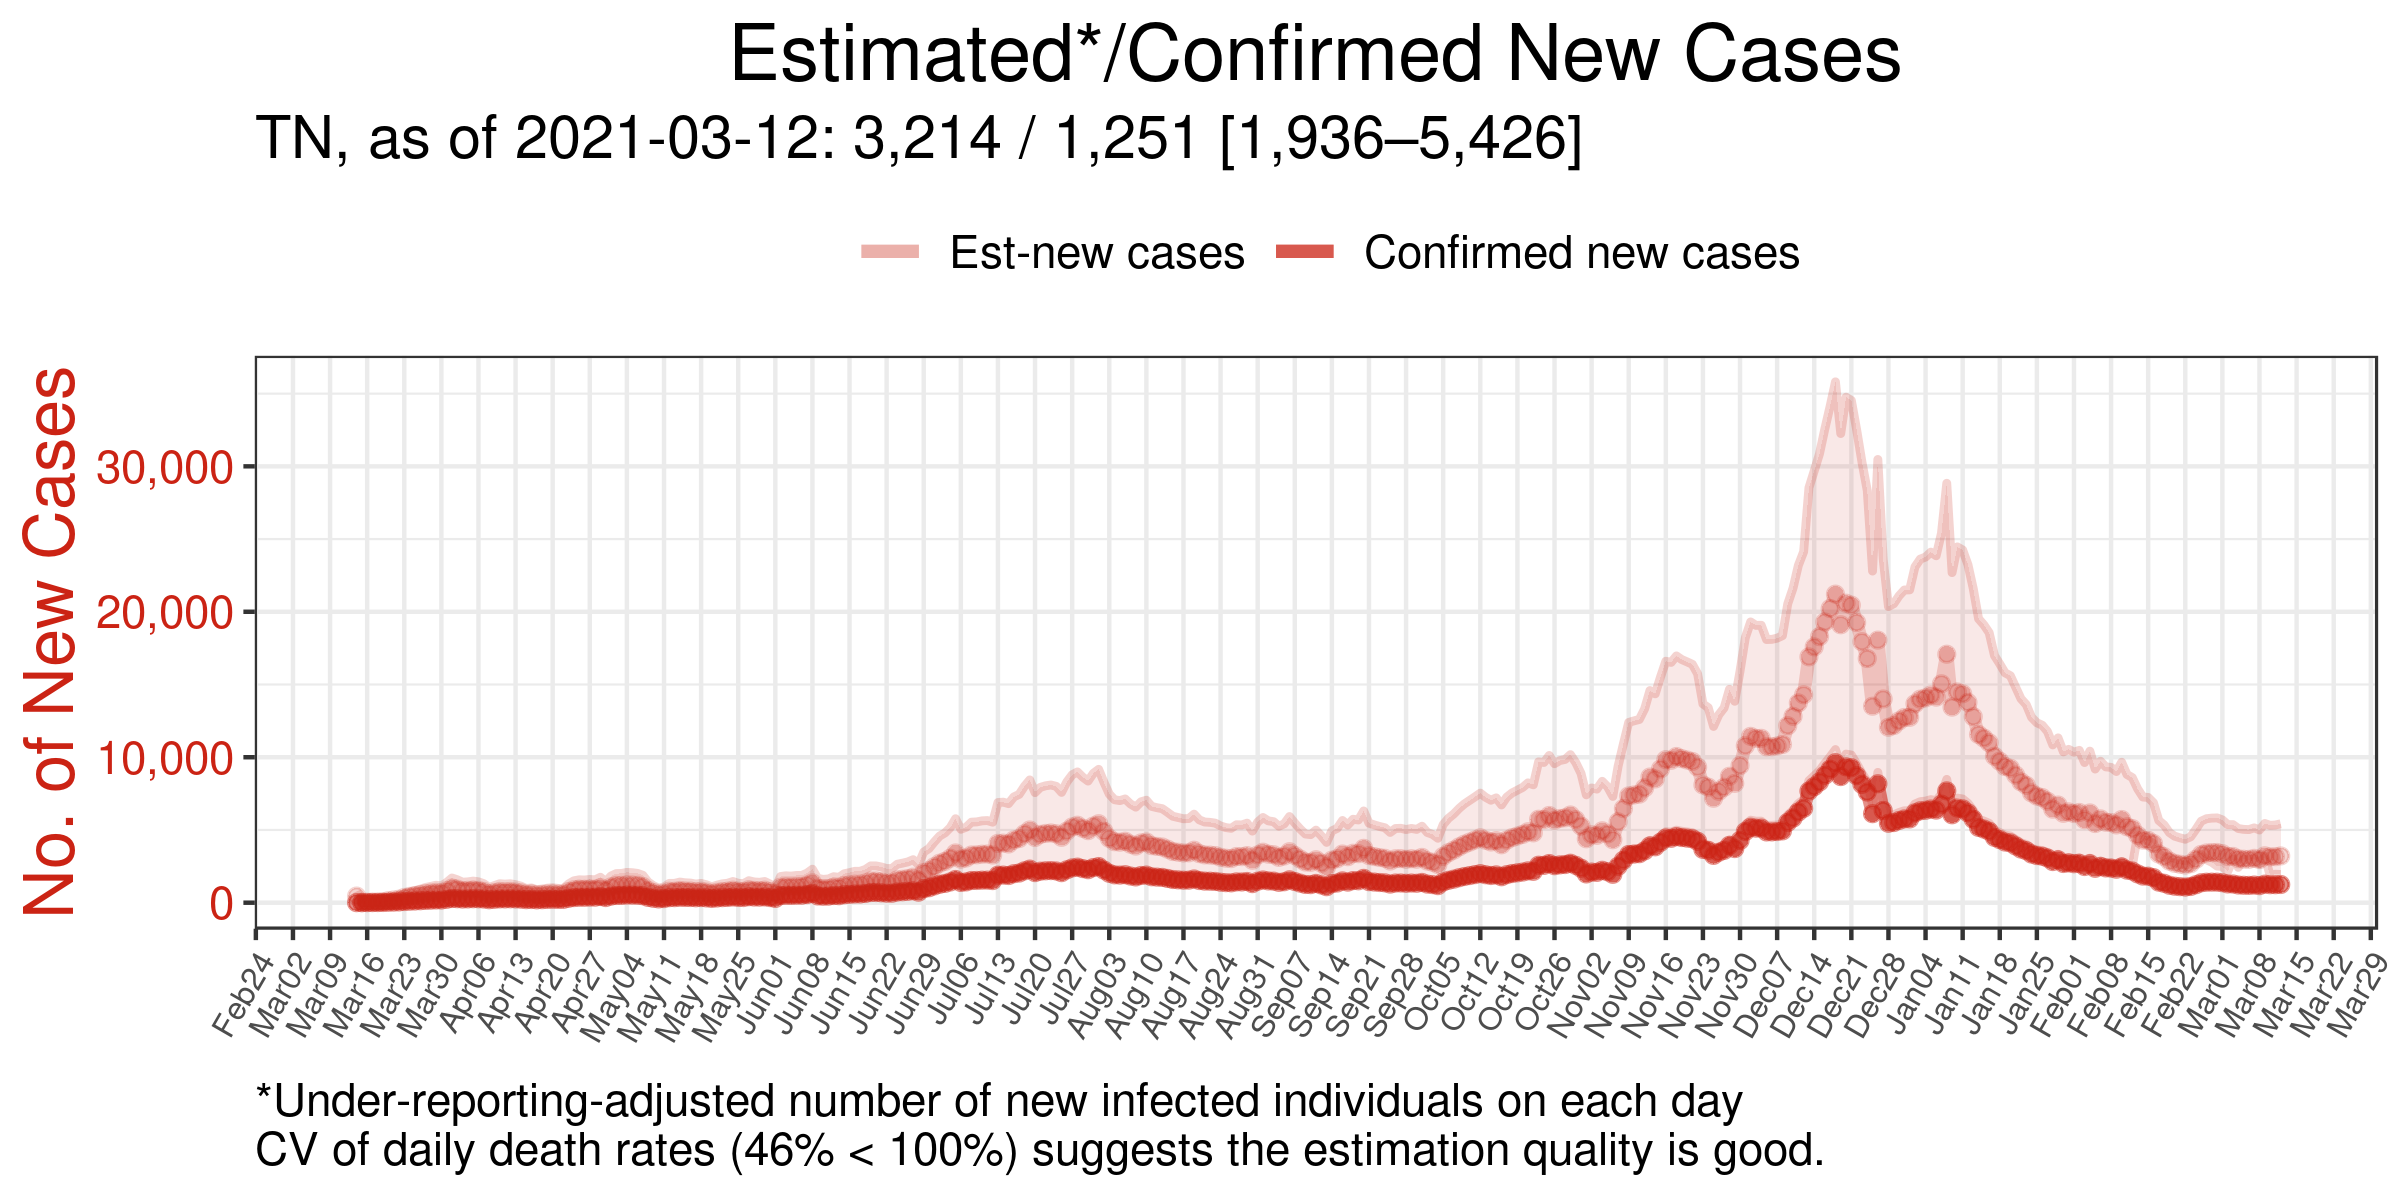 Estimated*/Confirmed New Cases
TN, as of 2021-03-12: 3,214 / 1,251 [1,936–5,426]
Est-new cases
Confirmed new cases
No. of New Cases
30,000
20,000
10,000
0
Feb24
Mar02
Mar09
Mar16
Mar23
Mar30
Apr06
Apr13
Apr20
Apr27
May04
May11
May18
May25
Jun01
Jun08
Jun15
Jun22
Jun29
Jul06
Jul13
Jul20
Jul27
Aug03
Aug10
Aug17
Aug24
Aug31
Sep07
Sep14
Sep21
Sep28
Oct05
Oct12
Oct19
Oct26
Nov02
Nov09
Nov16
Nov23
Nov30
Dec07
Dec14
Dec21
Dec28
Jan04
Jan11
Jan18
Jan25
Feb01
Feb08
Feb15
Feb22
Mar01
Mar08
Mar15
Mar22
Mar29
*Under-reporting-adjusted number of new infected individuals on each day
CV of daily death rates (46% < 100%) suggests the estimation quality is good.